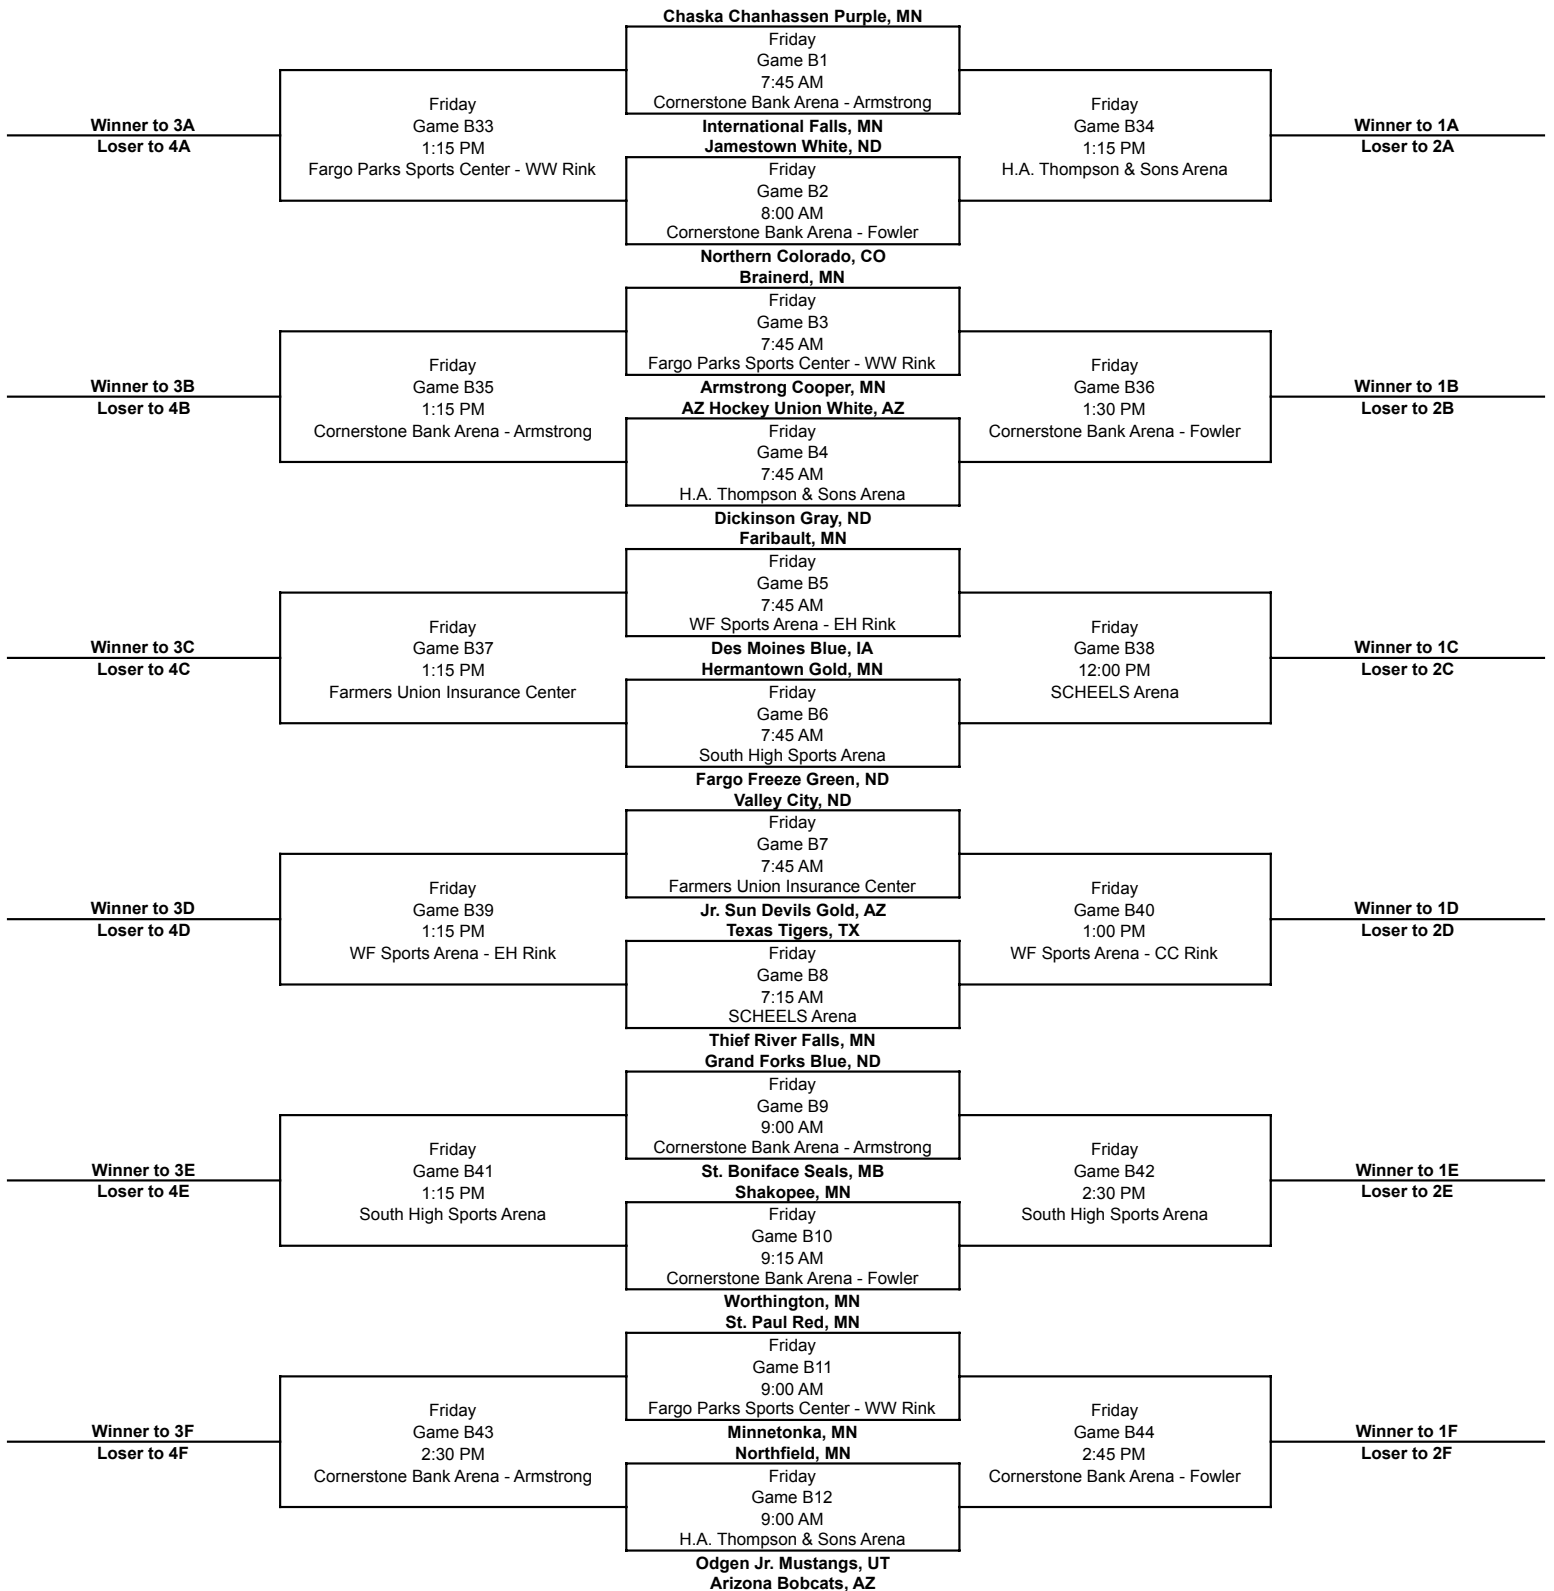 Chaska Chanhassen Purple, MN
Friday
Game B1
7:45 AM
Cornerstone Bank Arena - Armstrong
Friday
Game B33
1:15 PM
Fargo Parks Sports Center - WW Rink
Winner to 3A
Loser to 4A
International Falls, MN
Jamestown White, ND
Friday
Game B34
1:15 PM
H.A. Thompson & Sons Arena
Winner to 1A
Loser to 2A
Friday
Game B2
8:00 AM
Cornerstone Bank Arena - Fowler
Northern Colorado, CO
Brainerd, MN
Friday
Game B3
7:45 AM
Fargo Parks Sports Center - WW Rink
Friday
Game B35
1:15 PM
Cornerstone Bank Arena - Armstrong
Winner to 3B
Loser to 4B
Armstrong Cooper, MN
AZ Hockey Union White, AZ
Friday
Game B36
1:30 PM
Cornerstone Bank Arena - Fowler
Winner to 1B
Loser to 2B
Friday
Game B4
7:45 AM
H.A. Thompson & Sons Arena
Dickinson Gray, ND
Faribault, MN
Friday
Game B5
7:45 AM
WF Sports Arena - EH Rink
Friday
Game B37
1:15 PM
Farmers Union Insurance Center
Winner to 3C
Loser to 4C
Des Moines Blue, IA
Hermantown Gold, MN
Friday
Game B38
12:00 PM
SCHEELS Arena
Winner to 1C
Loser to 2C
Friday
Game B6
7:45 AM
South High Sports Arena
Fargo Freeze Green, ND
Valley City, ND
Friday
Game B7
7:45 AM
Farmers Union Insurance Center
Friday
Game B39
1:15 PM
WF Sports Arena - EH Rink
Winner to 3D
Loser to 4D
Jr. Sun Devils Gold, AZ
Texas Tigers, TX
Friday
Game B40
1:00 PM
WF Sports Arena - CC Rink
Winner to 1D
Loser to 2D
Friday
Game B8
7:15 AM
SCHEELS Arena
Thief River Falls, MN
Grand Forks Blue, ND
Friday
Game B9
9:00 AM
Cornerstone Bank Arena - Armstrong
Friday
Game B41
1:15 PM
South High Sports Arena
Winner to 3E
Loser to 4E
St. Boniface Seals, MB
Shakopee, MN
Friday
Game B42
2:30 PM
South High Sports Arena
Winner to 1E
Loser to 2E
Friday
Game B10
9:15 AM
Cornerstone Bank Arena - Fowler
Worthington, MN
St. Paul Red, MN
Friday
Game B11
9:00 AM
Fargo Parks Sports Center - WW Rink
Friday
Game B43
2:30 PM
Cornerstone Bank Arena - Armstrong
Winner to 3F
Loser to 4F
Minnetonka, MN
Northfield, MN
Friday
Game B44
2:45 PM
Cornerstone Bank Arena - Fowler
Winner to 1F
Loser to 2F
Friday
Game B12
9:00 AM
H.A. Thompson & Sons Arena
Odgen Jr. Mustangs, UT
Arizona Bobcats, AZ